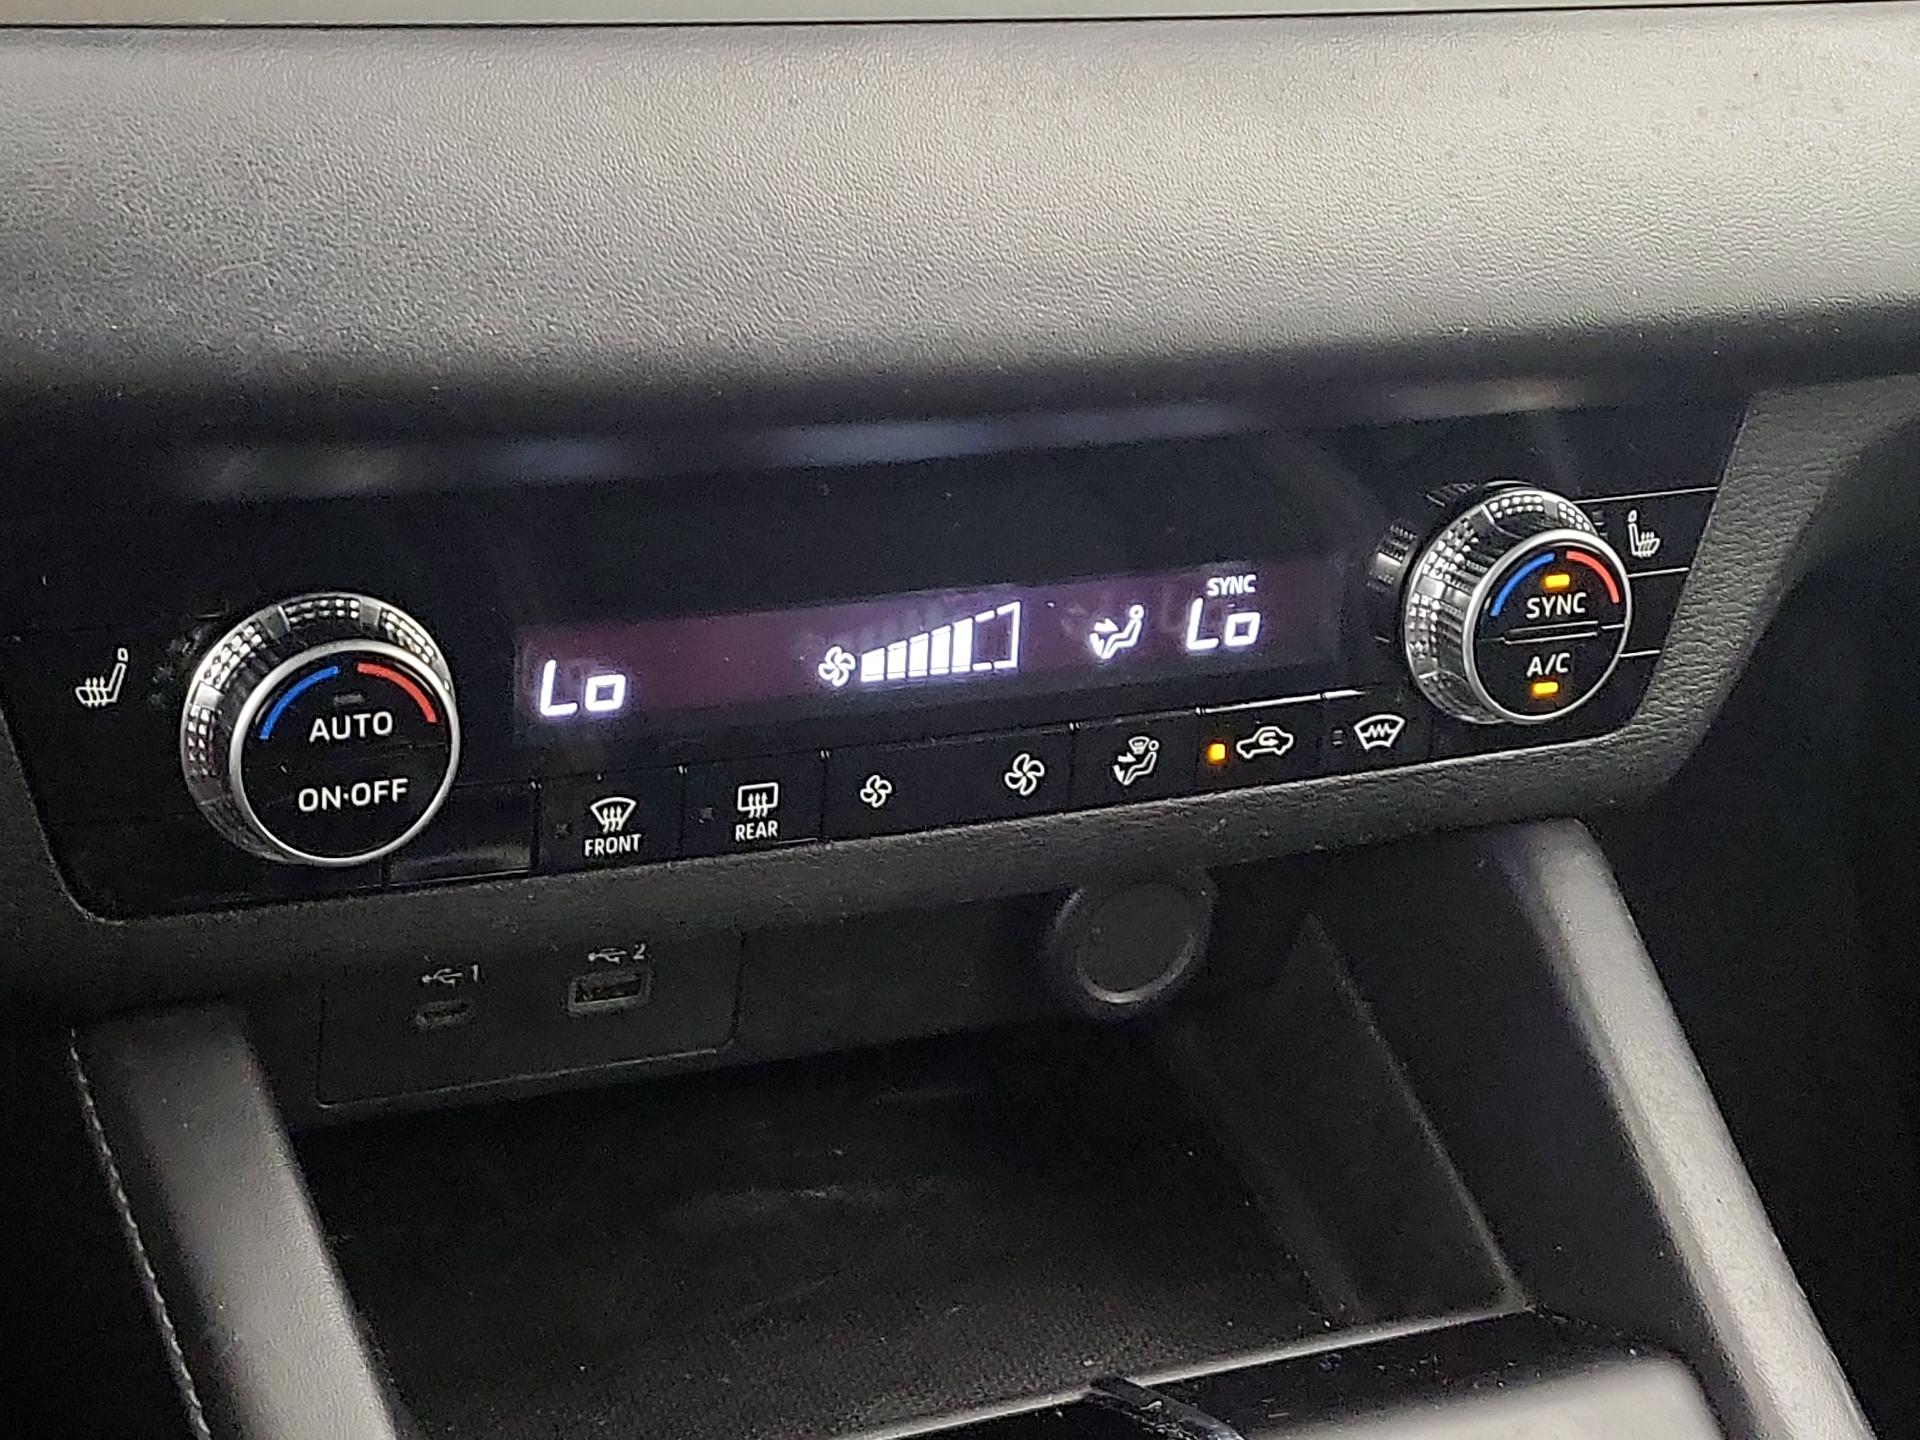 SYNC
Lo
Lo
SYNC
A/C
AUTO
ON·OFF
FRONT
REAR
1
2